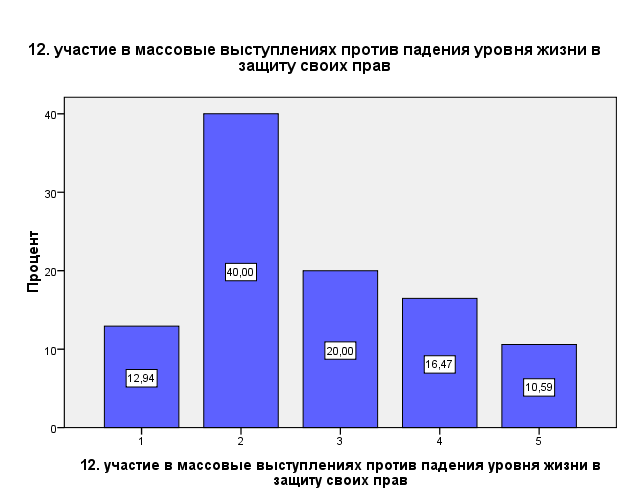 12. участие в массовые выступлениях против падения уровня жизни в
защиту своих прав
Процент
40
30
20
10
0
12,94
40,00
20,00
16,47
10,59
1 2 3 4 5
12. участие в массовые выступлениях против падения уровня жизни в
защиту своих прав